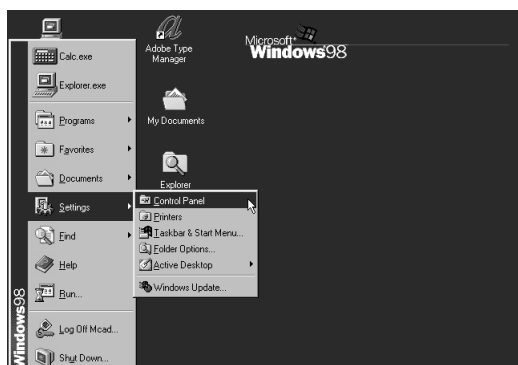 Adobe Type
Manager
Microsoft
Windows98
My Documents
Explorer
Calc.exe
Explorer.exe
Programs
Favorites
Documents
Settings
Find
Help
Run...
Log Off Mcad...
Shut Down...
Windows98
Control Panel
Printers
Taskbar & Start Menu...
Folder Options...
Active Desktop
Windows Update...